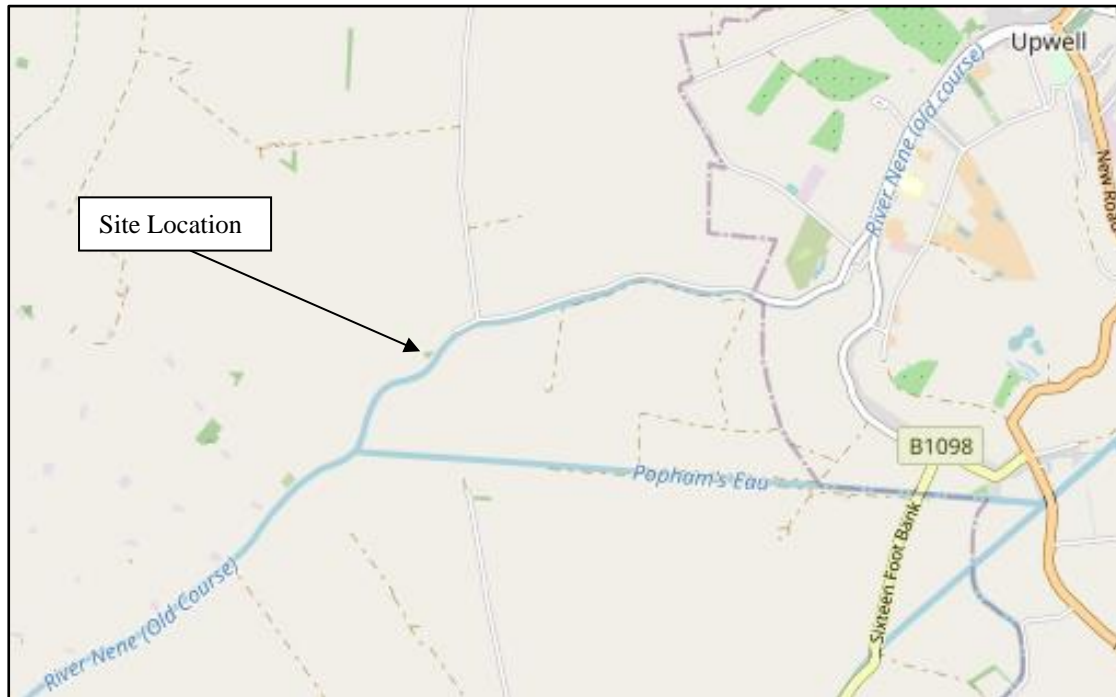 Upwell
River Nene (old course)
New Road
Site Location
B1098
Popham's Eau
Sixteen Foot Bank
River Nene (Old Course)